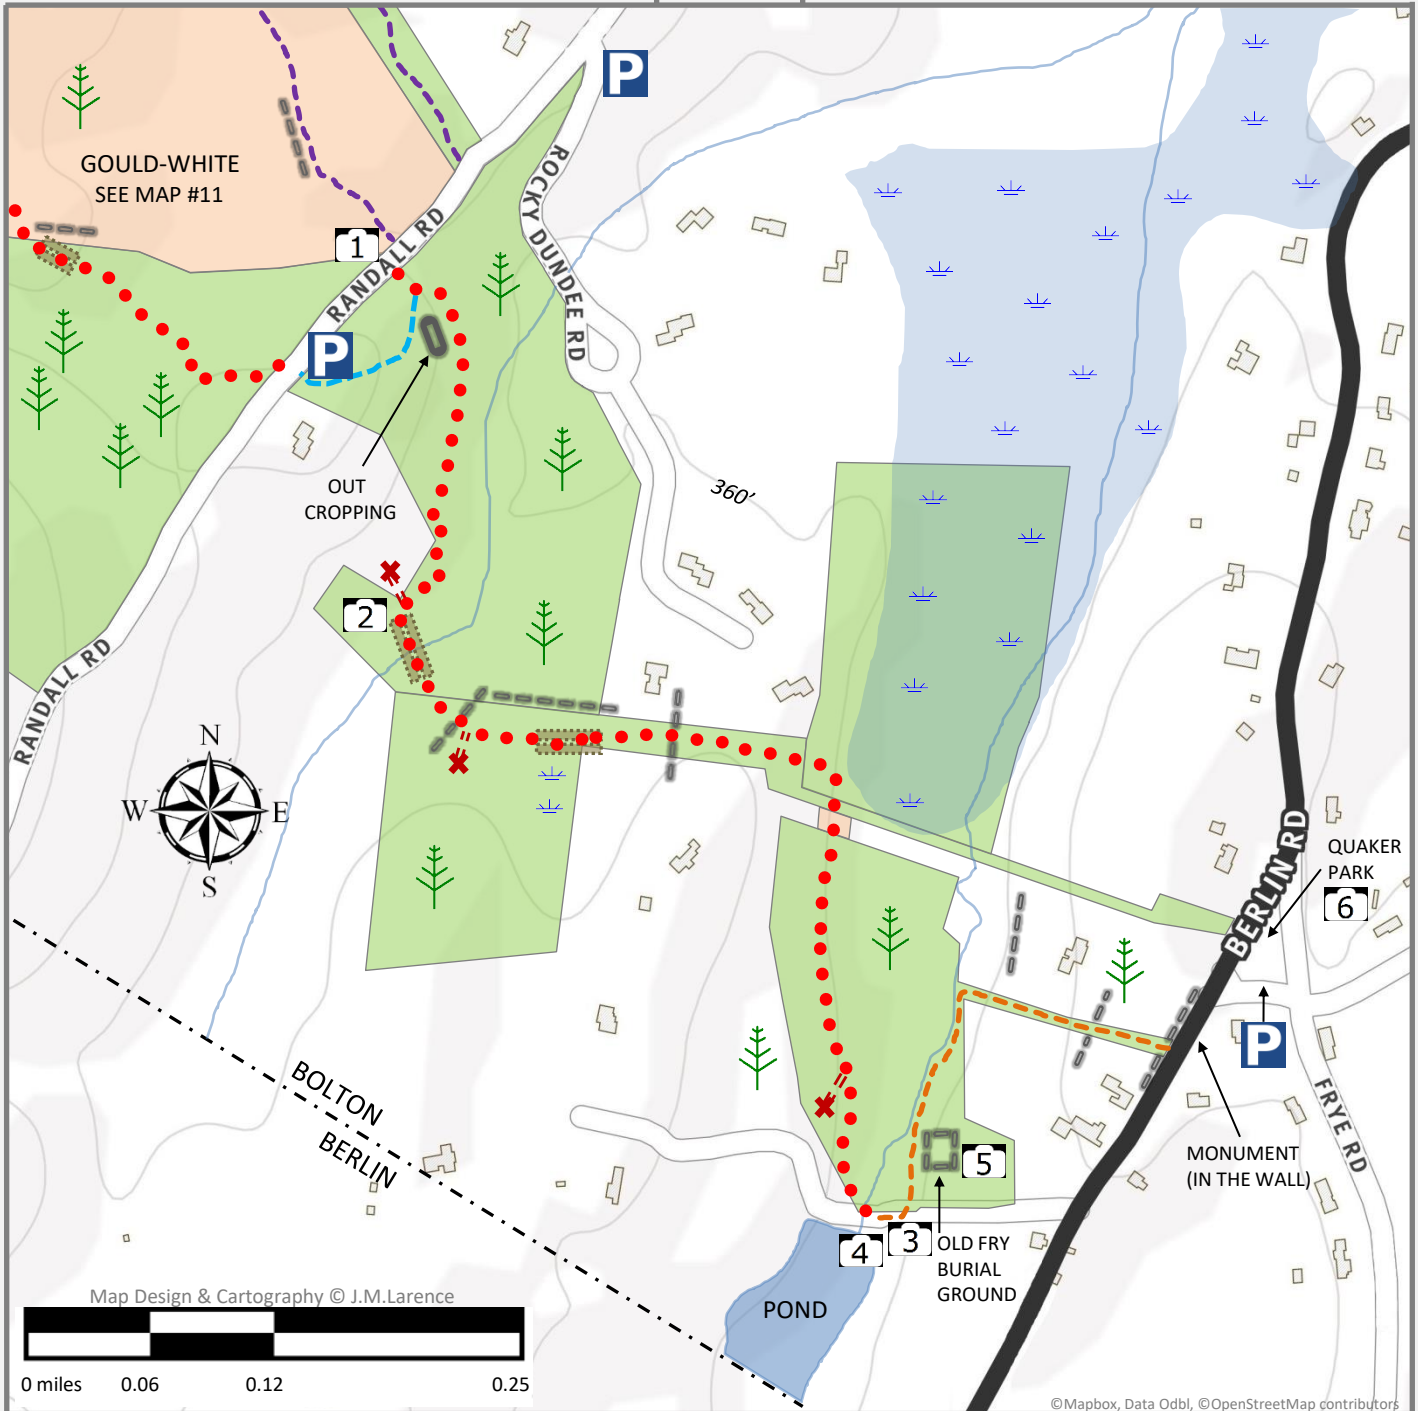 P
GOULD-WHITE
SEE MAP #11
1
RANDALL RD
ROCKY DUNDEE RD
P
OUT
CROPPING
360'
2
RANDALL RD
N
W
E
S
QUAKER
PARK
6
BERLIN RD
P
BOLTON
BERLIN
FRYE RD
MONUMENT
(IN THE WALL)
5
3
4
OLD FRY
BURIAL
GROUND
POND
Map Design & Cartography © J.M.Larence
0 miles 0.06 0.12 0.25
©Mapbox, Data Odbl, ©OpenStreetMap contributors